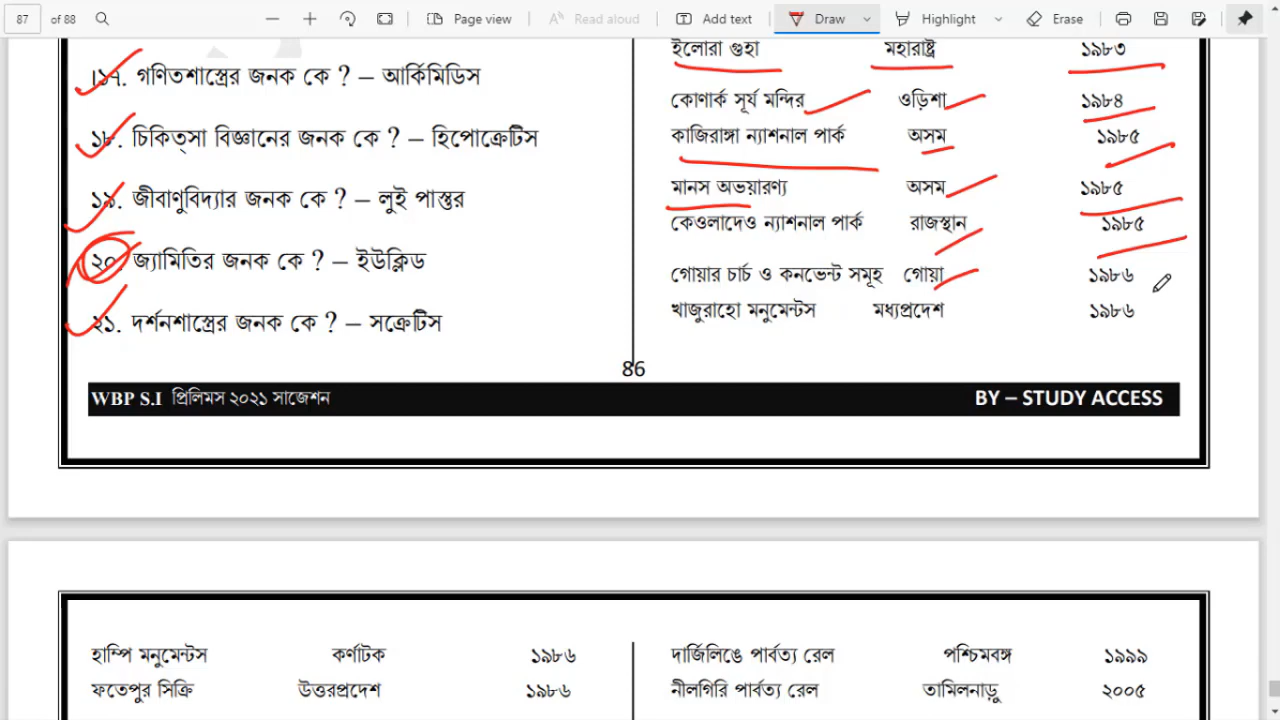 87 of 88 Page view Read aloud Add text Draw Highlight Erase
।১৭. গণিতশাস্ত্রের জনক কে ? – আর্কিমিডিস
১৮. চিকিত্সা বিজ্ঞানের জনক কে ? – হিপোক্রেটিস
১৯. জীবাণুবিদ্যার জনক কে ? – লুই পাস্তুর
২০. জ্যামিতির জনক কে ? – ইউক্লিড
২১. দর্শনশাস্ত্রের জনক কে ? – সক্রেটিস
ইলোরা গুহা মহারাষ্ট্র ১৯৮৩
কোণার্ক সূর্য মন্দির ওড়িশা ১৯৮৪
কাজিরাঙ্গা ন্যাশনাল পার্ক অসম ১৯৮৫
মানস অভয়ারণ্য অসম ১৯৮৫
কেওলাদেও ন্যাশনাল পার্ক রাজস্থান ১৯৮৫
গোয়ার চার্চ ও কনভেন্ট সমূহ গোয়া ১৯৮৬
খাজুরাহো মনুমেন্টস মধ্যপ্রদেশ ১৯৮৬
86
WBP S.I প্রিলিমস ২০২১ সাজেশন BY – STUDY ACCESS
হাম্পি মনুমেন্টস কর্ণাটক ১৯৮৬
ফতেপুর সিক্রি উত্তরপ্রদেশ ১৯৮৬
দার্জিলিঙে পার্বত্য রেল পশ্চিমবঙ্গ ১৯৯৯
নীলগিরি পার্বত্য রেল তামিলনাড়ু ২০০৫